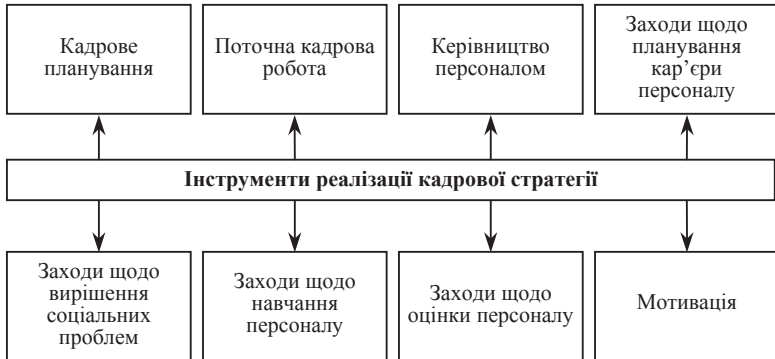 Кадрове
планування
Поточна кадрова
робота
Керівництво
персоналом
Заходи щодо
планування
кар’єри
персоналу
Інструменти реалізації кадрової стратегії
Заходи щодо
вирішення
соціальних
проблем
Заходи щодо
навчання
персоналу
Заходи щодо
оцінки персоналу
Мотивація